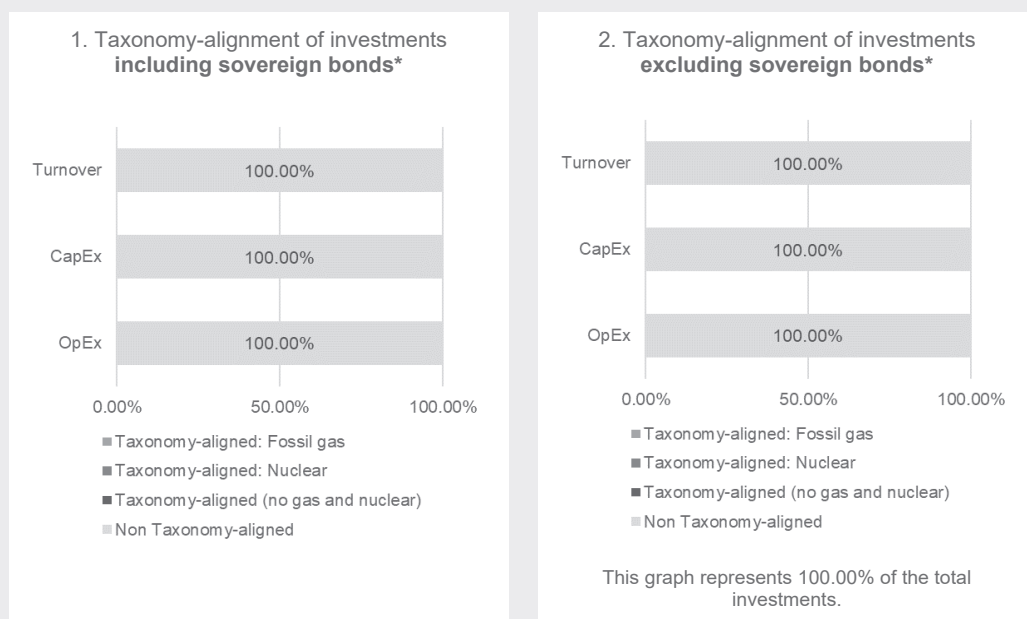 1. Taxonomy-alignment of investments
including sovereign bonds*
Turnover
100.00%
CapEx
100.00%
OpEx
100.00%
0.00%
50.00%
100.00%
Taxonomy-aligned: Fossil gas
Taxonomy-aligned: Nuclear
Taxonomy-aligned (no gas and nuclear)
Non Taxonomy-aligned
2. Taxonomy-alignment of investments
excluding sovereign bonds*
Turnover
100.00%
CapEx
100.00%
OpEx
100.00%
0.00%
50.00%
100.00%
Taxonomy-aligned: Fossil gas
Taxonomy-aligned: Nuclear
Taxonomy-aligned (no gas and nuclear)
Non Taxonomy-aligned
This graph represents 100.00% of the total
investments.